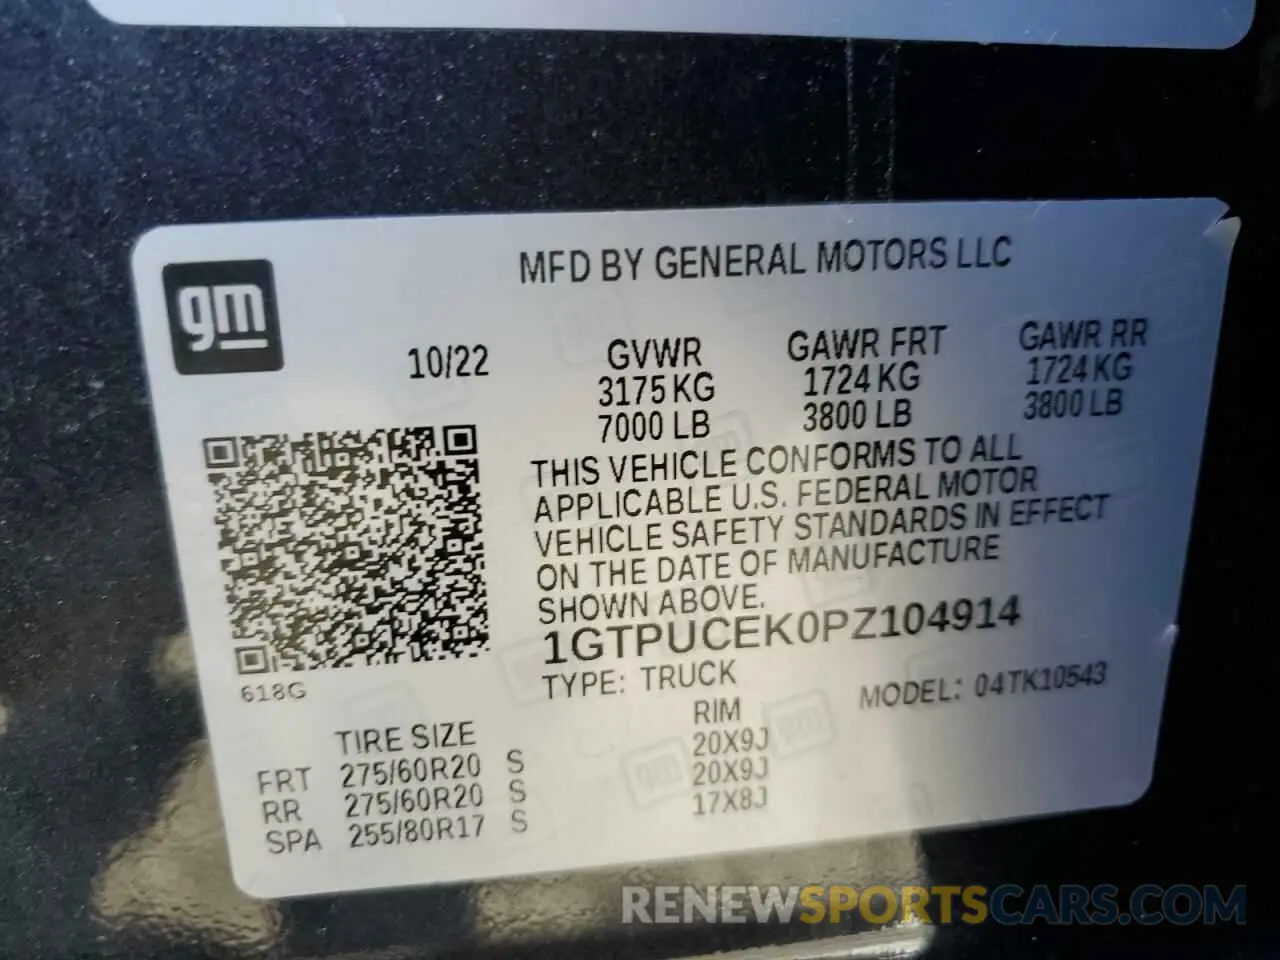 MFD BY GENERAL MOTORS LLC
gm
10/22
GVWR GAWR FRT GAWR RR
3175 KG 1724 KG 1724 KG
7000 LB 3800 LB 3800 LB
THIS VEHICLE CONFORMS TO ALL
APPLICABLE U.S. FEDERAL MOTOR
VEHICLE SAFETY STANDARDS IN EFFECT
ON THE DATE OF MANUFACTURE
SHOWN ABOVE.
1GTPUCEK0PZ104914
TYPE: TRUCK MODEL: 04TK10543
618G
TIRE SIZE RIM
FRT 275/60R20 S 20X9J
RR 275/60R20 S 20X9J
SPA 255/80R17 S 17X8J
RENEWSPORTSCARS.COM